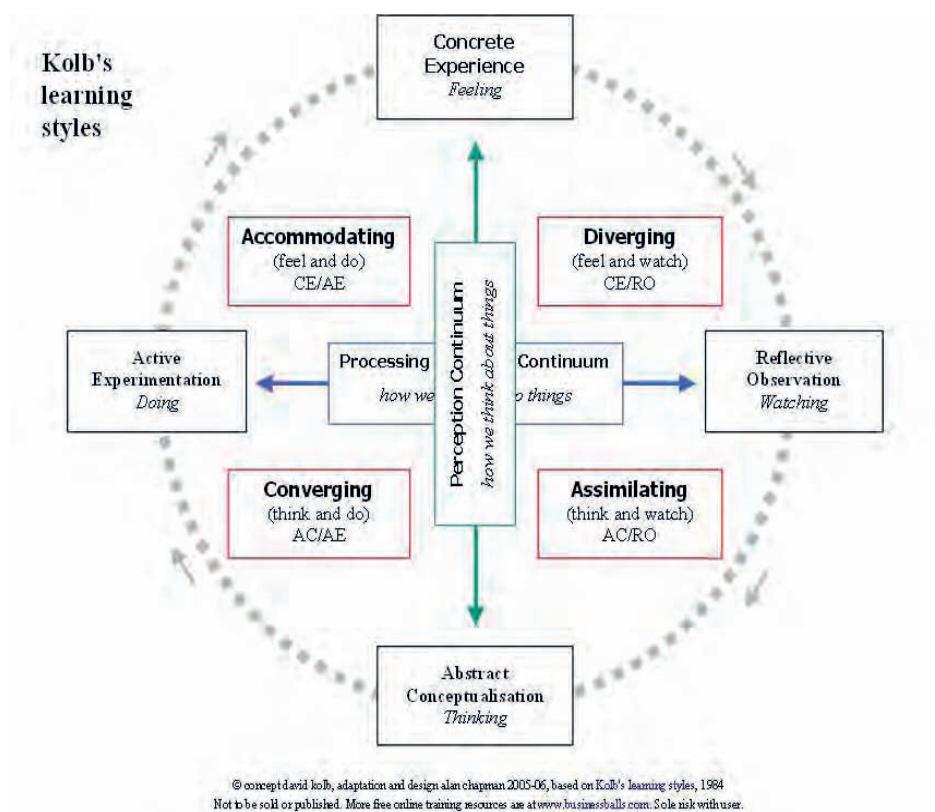 Kolb's
learning
styles
Concrete
Experience
Feeling
Accommodating
(feel and do)
CE/AE
Diverging
(feel and watch)
CE/RO
Active
Experimentation
Doing
Processing
Continuum
how we
things
Perception Continuum
how we think about things
Reflective
Observation
Watching
Converging
(think and do)
AC/AE
Assimilating
(think and watch)
AC/RO
Abstract
Conceptualisation
Thinking
© concept david kolb, adaptation and design alan chapman 2005-06, based on Kolb's learning styles, 1984
Not to be sold or published. More free online training resources are at www.businessballs.com. Sole risk with user.